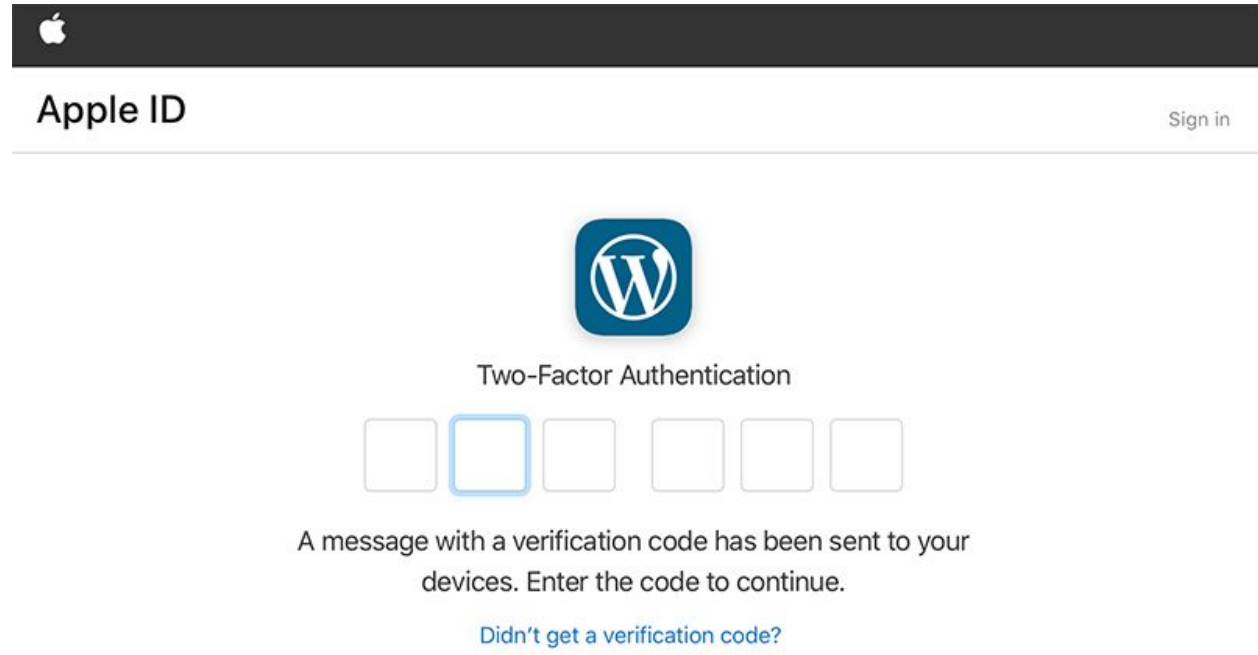 Apple ID
Sign in
Two-Factor Authentication
A message with a verification code has been sent to your
devices. Enter the code to continue.
Didn’t get a verification code?